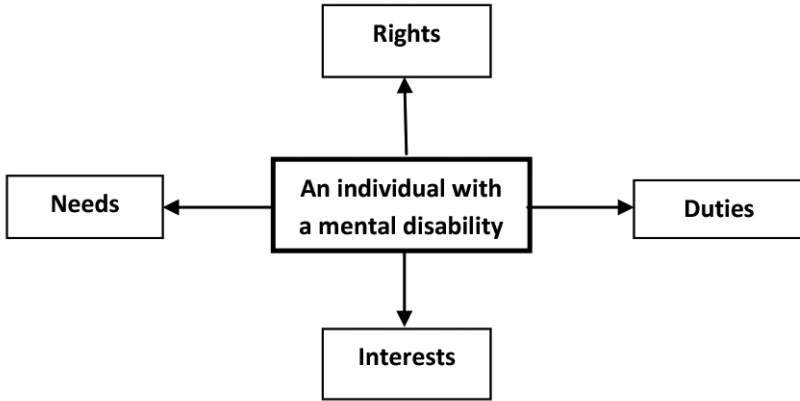 Rights
Needs
An individual with
a mental disability
Duties
Interests